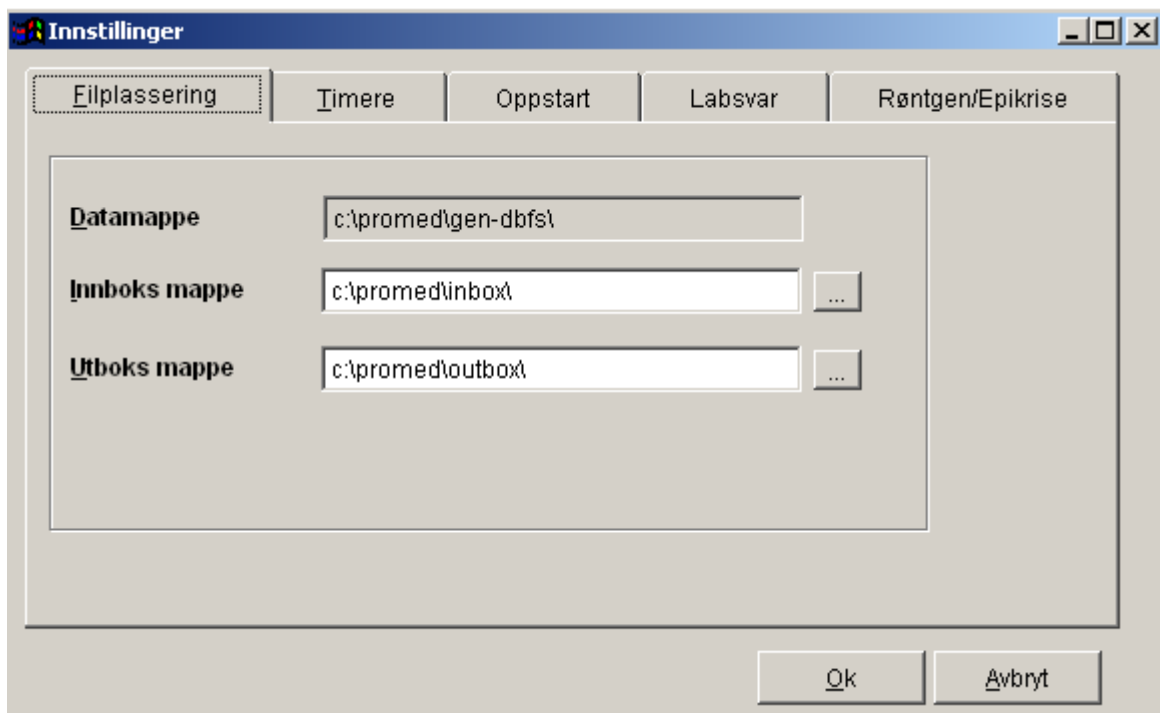 Innstillinger
Filplassering Timere Oppstart Labsvar Røntgen/Epikrise
Datamappe c:\promed\gen-dbfs\
Innboks mappe c:\promed\inbox\ ...
Utboks mappe c:\promed\outbox\ ...
Ok Avbryt